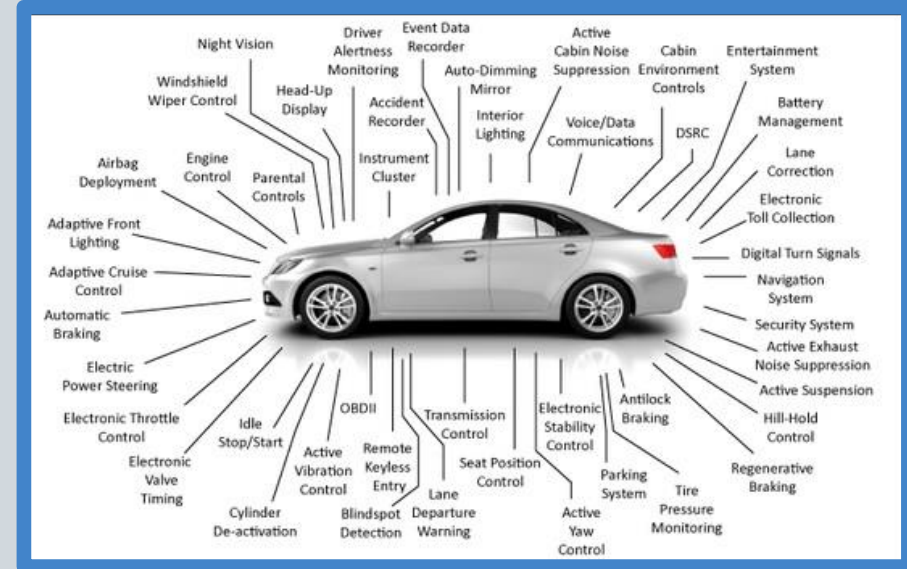 Night Vision
Driver
Alertness
Monitoring
Event Data
Recorder
Active
Cabin Noise
Suppression
Cabin
Environment
Controls
Entertainment
System
Windshield
Wiper Control
Head-Up
Display
Accident
Recorder
Auto-Dimming
Mirror
Interior
Lighting
Voice/Data
Communications
DSRC
Battery
Management
Airbag
Deployment
Engine
Control
Parental
Controls
Instrument
Cluster
Lane
Correction
Electronic
Toll Collection
Adaptive Front
Lighting
Digital Turn Signals
Adaptive Cruise
Control
Navigation
System
Automatic
Braking
Security System
Electric
Power Steering
Active Exhaust
Noise Suppression
Active Suspension
Electronic Throttle
Control
Idle
Stop/Start
OBDII
Transmission
Control
Electronic
Stability
Control
Antilock
Braking
Hill-Hold
Control
Electronic
Valve
Timing
Active
Vibration
Control
Remote
Keyless
Entry
Seat Position
Control
Parking
System
Regenerative
Braking
Cylinder
De-activation
Blindspot
Detection
Lane
Departure
Warning
Active
Yaw
Control
Tire
Pressure
Monitoring